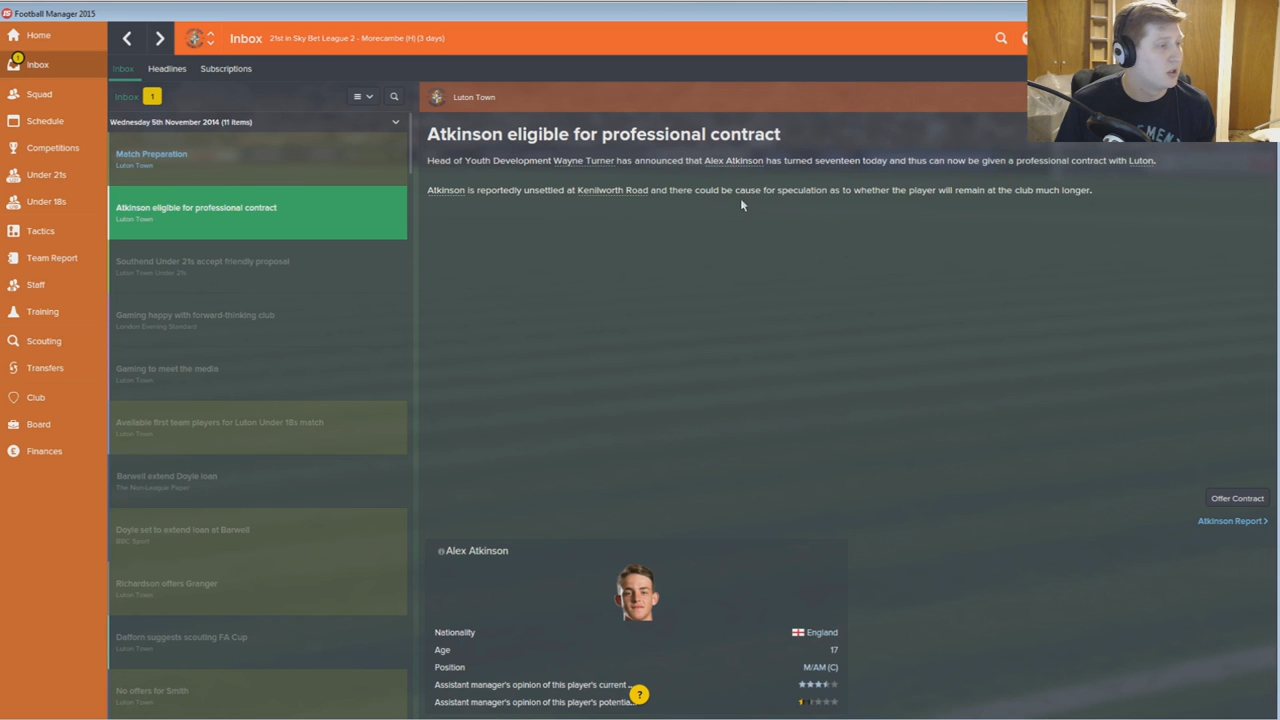 Football Manager 2015
Home
Inbox
1
Squad
Schedule
Competitions
Under 21s
Under 18s
Tactics
Team Report
Staff
Training
Scouting
Transfers
Club
Board
Finances
Inbox 21st in Sky Bet League 2 - Morecambe (H) (3 days)
Inbox Headlines Subscriptions
Inbox 1
Wednesday 5th November 2014 (11 items)
Match Preparation
Luton Town
Atkinson eligible for professional contract
Luton Town
Southend Under 21s accept friendly proposal
Luton Town Under 21s
Gaming happy with forward-thinking club
London Evening Standard
Gaming to meet the media
Luton Town
Available first team players for Luton Under 18s match
Luton Town
Barwell extend Doyle loan
The Non-League Paper
Doyle set to extend loan at Barwell
BBC Sport
Richardson offers Granger
Luton Town
Dafforn suggests scouting FA Cup
Luton Town
No offers for Smith
Luton Town
Luton Town
Atkinson eligible for professional contract
Head of Youth Development Wayne Turner has announced that Alex Atkinson has turned seventeen today and thus can now be given a professional contract with Luton.
Atkinson is reportedly unsettled at Kenilworth Road and there could be cause for speculation as to whether the player will remain at the club much longer.
Offer Contract
Atkinson Report >
Alex Atkinson
Nationality England
Age 17
Position M/AM (C)
Assistant manager's opinion of this player's current ...
Assistant manager's opinion of this player's potentia...
?